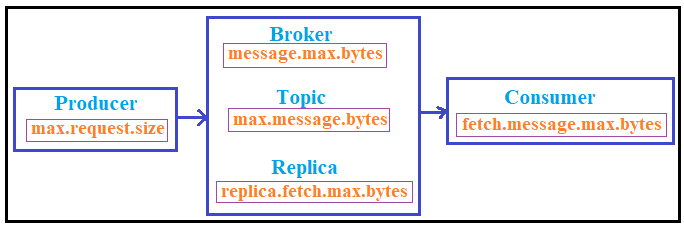 Producer
max.request.size
Broker
message.max.bytes
Topic
max.message.bytes
Replica
replica.fetch.max.bytes
Consumer
fetch.message.max.bytes